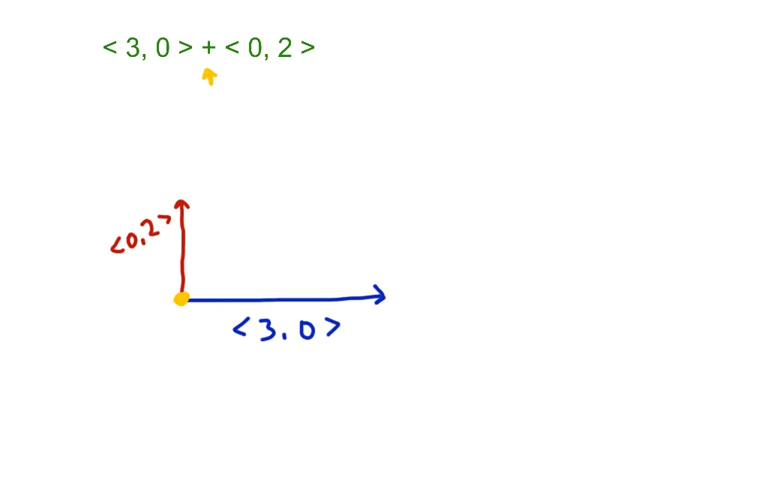 < 3, 0 > + < 0, 2 >
<0,2>
<3,0>